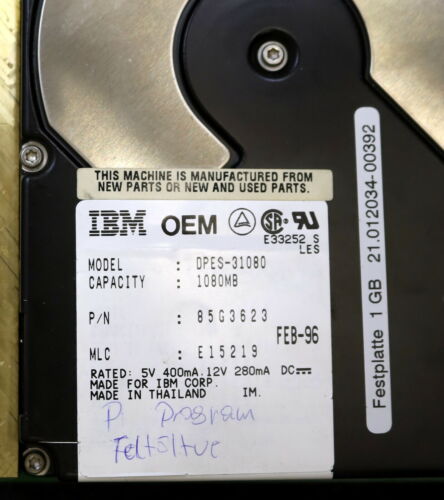 THIS MACHINE IS MANUFACTURED FROM
NEW PARTS OR NEW AND USED PARTS.
IBM OEM
E33252 S
LES
MODEL : DPES-31080
CAPACITY : 1080MB
P/N : 85G3623
FEB-96
MLC : E15219
RATED: 5V 400mA.12V 280mA DC
MADE FOR IBM CORP.
MADE IN THAILAND IM.
P Program
Festplatte 1 GB 21.012034-00392